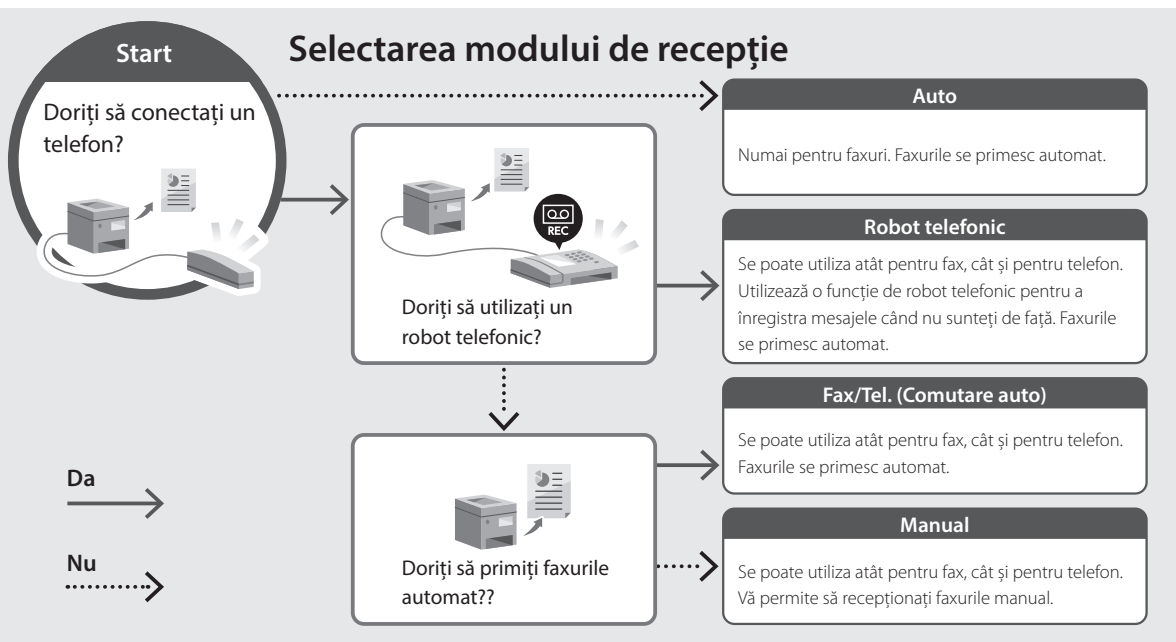 Selectarea modului de recepție
Start
Doriți să conectați un
telefon?
REC
Doriți să utilizați un
robot telefonic?
Doriți să primiți faxurile
automat??
Auto
Numai pentru faxuri. Faxurile se primesc automat.
Robot telefonic
Se poate utiliza atât pentru fax, cât și pentru telefon.
Utilizează o funcție de robot telefonic pentru a
înregistra mesajele când nu sunteți de față. Faxurile
se primesc automat.
Fax/Tel. (Comutare auto)
Se poate utiliza atât pentru fax, cât și pentru telefon.
Faxurile se primesc automat.
Manual
Se poate utiliza atât pentru fax, cât și pentru telefon.
Vă permite să recepționați faxurile manual.
Da
Nu